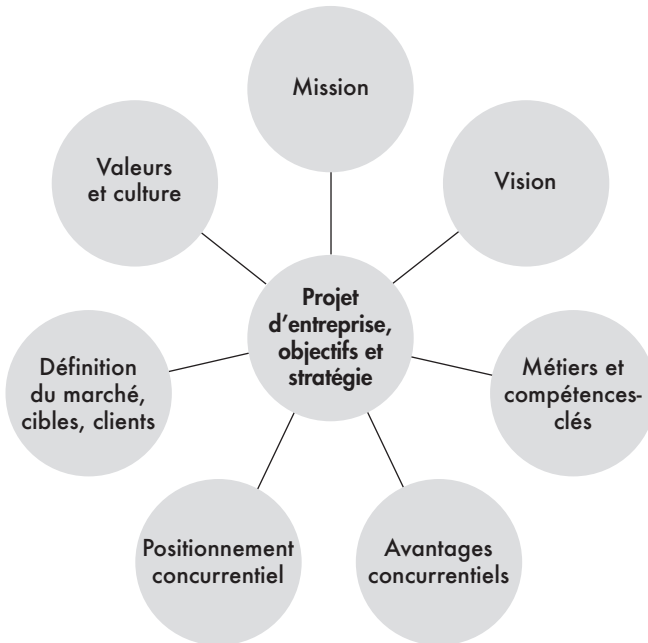 Mission
Vision
Métiers et
compétences-
clés
Avantages
concurrentiels
Positionnement
concurrentiel
Définition
du marché,
cibles, clients
Valeurs
et culture
Projet
d'entreprise,
objectifs et
stratégie